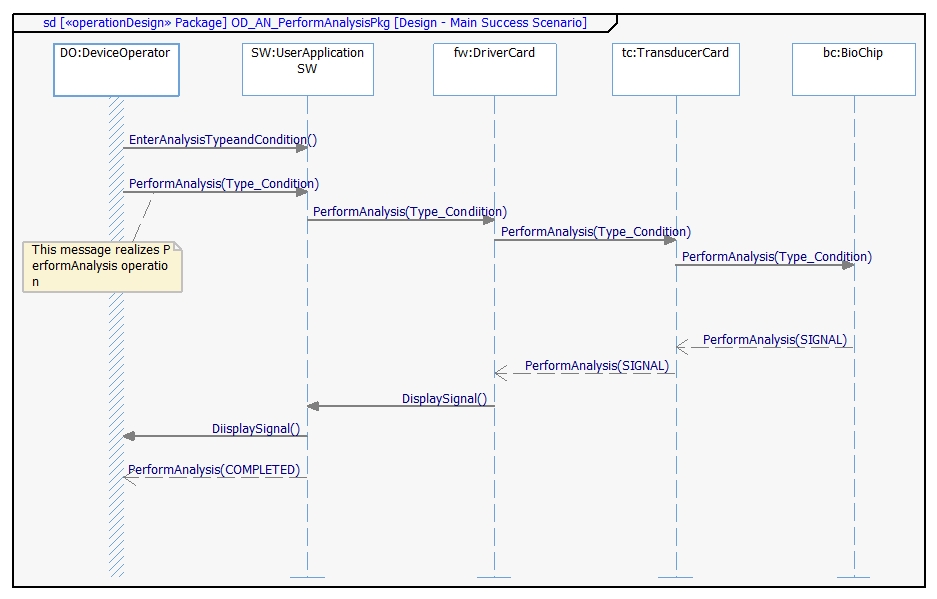 sd [«operationDesign» Package] OD_AN_PerformAnalysisPkg [Design - Main Success Scenario]
DO:DeviceOperator
SW:UserApplication
SW
fw:DriverCard
tc:TransducerCard
bc:BioChip
EnterAnalysisTypeandCondition()
PerformAnalysis(Type_Condition)
PerformAnalysis(Type_Condiition)
PerformAnalysis(Type_Condition)
This message realizes P
erformAnalysis operatio
n
PerformAnalysis(Type_Condition)
PerformAnalysis(SIGNAL)
PerformAnalysis(SIGNAL)
DisplaySignal()
DiisplaySignal()
PerformAnalysis(COMPLETED)